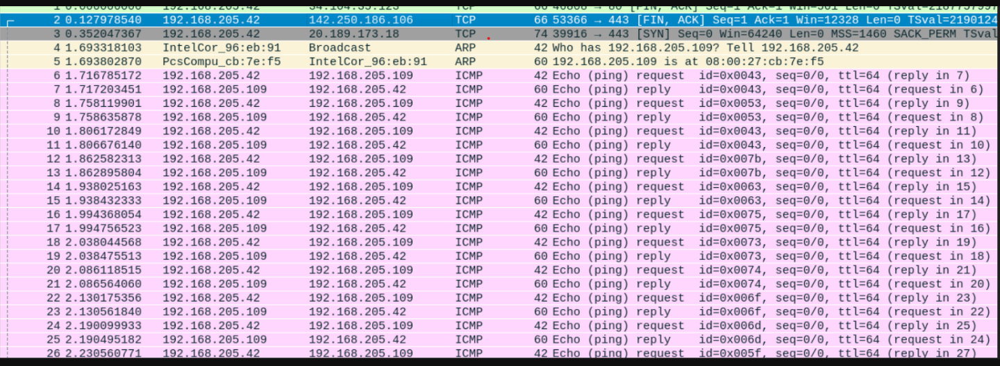 2 0.127978540 192.168.205.42 142.250.186.106 TCP 66 53366 → 443 [FIN, ACK] Seq=1 Ack=1 Win=12328 Len=0 TSval=2190124
3 0.352047367 192.168.205.42 20.189.173.18 TCP 74 39916 → 443 [SYN] Seq=0 Win=64240 Len=0 MSS=1460 SACK_PERM TSval
4 1.693318103 IntelCor_96:eb:91 Broadcast ARP 42 Who has 192.168.205.109? Tell 192.168.205.42
5 1.693802870 PcsCompu_cb:7e:f5 IntelCor_96:eb:91 ARP 60 192.168.205.109 is at 08:00:27:cb:7e:f5
6 1.716785172 192.168.205.42 192.168.205.109 ICMP 42 Echo (ping) request id=0x0043, seq=0/0, ttl=64 (reply in 7)
7 1.717203451 192.168.205.109 192.168.205.42 ICMP 60 Echo (ping) reply id=0x0043, seq=0/0, ttl=64 (request in 6)
8 1.758119901 192.168.205.42 192.168.205.109 ICMP 42 Echo (ping) request id=0x0053, seq=0/0, ttl=64 (reply in 9)
9 1.758635878 192.168.205.109 192.168.205.42 ICMP 60 Echo (ping) reply id=0x0053, seq=0/0, ttl=64 (request in 8)
10 1.806172849 192.168.205.42 192.168.205.109 ICMP 42 Echo (ping) request id=0x0043, seq=0/0, ttl=64 (reply in 11)
11 1.806676140 192.168.205.109 192.168.205.42 ICMP 60 Echo (ping) reply id=0x0043, seq=0/0, ttl=64 (request in 10)
12 1.862582313 192.168.205.42 192.168.205.109 ICMP 42 Echo (ping) request id=0x007b, seq=0/0, ttl=64 (reply in 13)
13 1.862895804 192.168.205.109 192.168.205.42 ICMP 60 Echo (ping) reply id=0x007b, seq=0/0, ttl=64 (request in 12)
14 1.938025163 192.168.205.42 192.168.205.109 ICMP 42 Echo (ping) request id=0x0063, seq=0/0, ttl=64 (reply in 15)
15 1.938432333 192.168.205.109 192.168.205.42 ICMP 60 Echo (ping) reply id=0x0063, seq=0/0, ttl=64 (request in 14)
16 1.994368054 192.168.205.42 192.168.205.109 ICMP 42 Echo (ping) request id=0x0075, seq=0/0, ttl=64 (reply in 17)
17 1.994756523 192.168.205.109 192.168.205.42 ICMP 60 Echo (ping) reply id=0x0075, seq=0/0, ttl=64 (request in 16)
18 2.038044568 192.168.205.42 192.168.205.109 ICMP 42 Echo (ping) request id=0x0073, seq=0/0, ttl=64 (reply in 19)
19 2.038475513 192.168.205.109 192.168.205.42 ICMP 60 Echo (ping) reply id=0x0073, seq=0/0, ttl=64 (request in 18)
20 2.086118515 192.168.205.42 192.168.205.109 ICMP 42 Echo (ping) request id=0x0074, seq=0/0, ttl=64 (reply in 21)
21 2.086564060 192.168.205.109 192.168.205.42 ICMP 60 Echo (ping) reply id=0x0074, seq=0/0, ttl=64 (request in 20)
22 2.130175356 192.168.205.42 192.168.205.109 ICMP 42 Echo (ping) request id=0x006f, seq=0/0, ttl=64 (reply in 23)
23 2.130561840 192.168.205.109 192.168.205.42 ICMP 60 Echo (ping) reply id=0x006f, seq=0/0, ttl=64 (request in 22)
24 2.190099933 192.168.205.42 192.168.205.109 ICMP 42 Echo (ping) request id=0x006d, seq=0/0, ttl=64 (reply in 25)
25 2.190495182 192.168.205.109 192.168.205.42 ICMP 60 Echo (ping) reply id=0x006d, seq=0/0, ttl=64 (request in 24)
26 2.230560771 192.168.205.42 192.168.205.109 ICMP 42 Echo (ping) request id=0x005f, seq=0/0, ttl=64 (reply in 27)